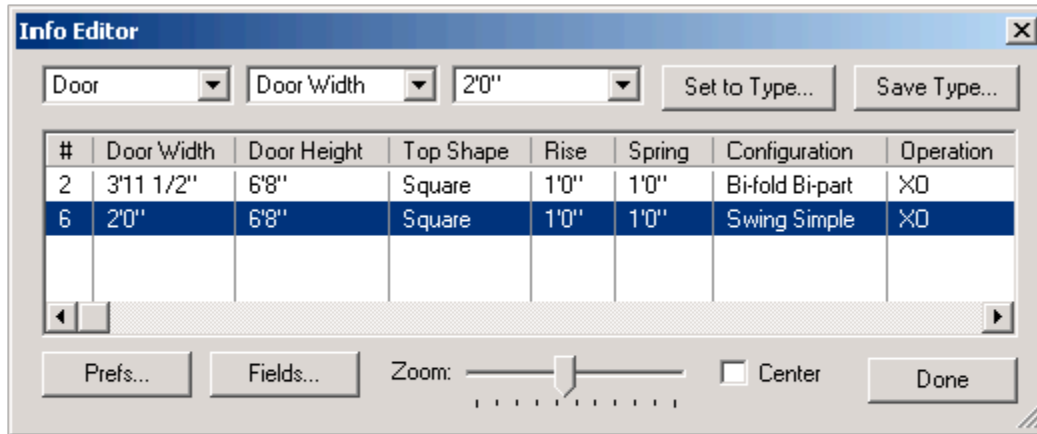 Info Editor
Door Door Width 2'0" Set to Type... Save Type...
# Door Width Door Height Top Shape Rise Spring Configuration Operation
2 3'11 1/2" 6'8" Square 1'0" 1'0" Bi-fold Bi-part XO
6 2'0" 6'8" Square 1'0" 1'0" Swing Simple XO
Prefs... Fields... Zoom: Center Done